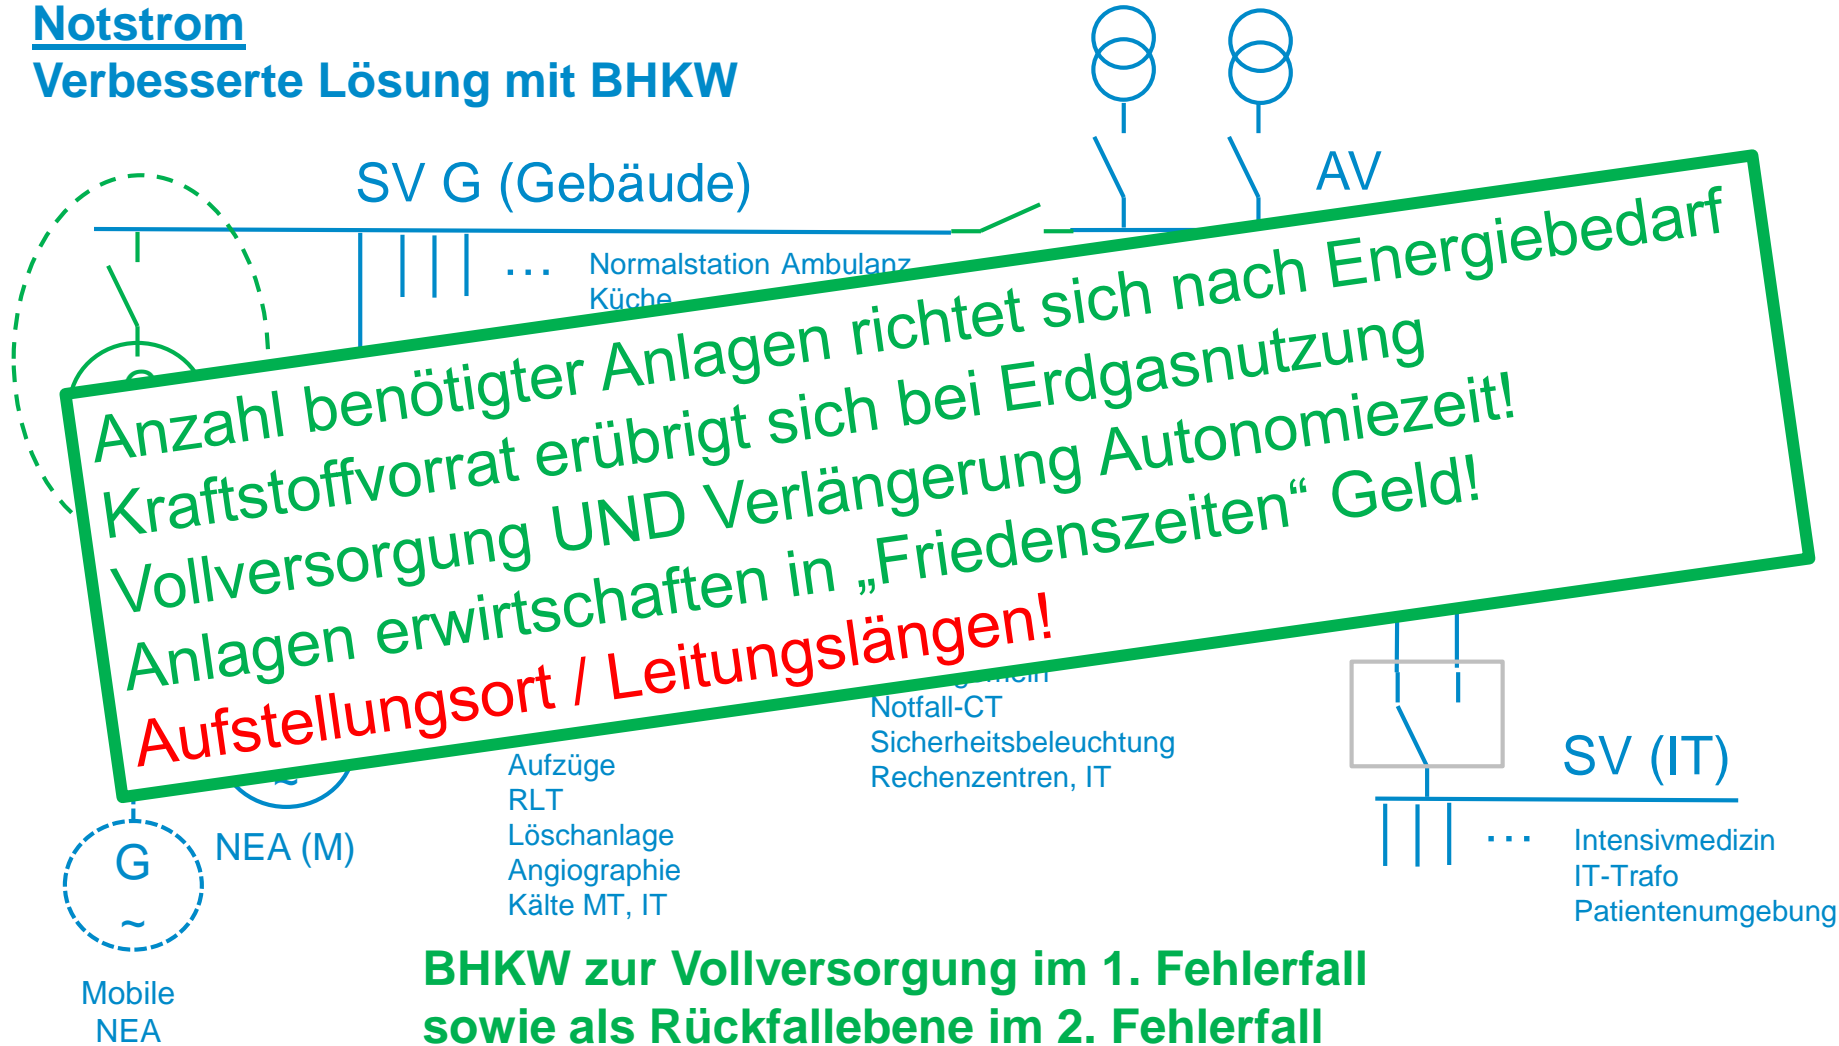 Notstrom
Verbesserte Lösung mit BHKW
SV G (Gebäude)
AV
... Normalstation Ambulanz
Küche
Anzahl benötigter Anlagen richtet sich nach Energiebedarf
Kraftstoffvorrat erübrigt sich bei Erdgasnutzung
Vollversorgung UND Verlängerung Autonomiezeit!
Anlagen erwirtschaften in „Friedenszeiten“ Geld!
Aufstellungsort / Leitungslängen!
Notfall-CT
Sicherheitsbeleuchtung
Rechenzentren, IT
Aufzüge
RLT
Löschanlage
Angiographie
Kälte MT, IT
~
NEA (M)
G
~
Mobile
NEA
SV (IT)
... Intensivmedizin
IT-Trafo
Patientenumgebung
BHKW zur Vollversorgung im 1. Fehlerfall
sowie als Rückfallebene im 2. Fehlerfall